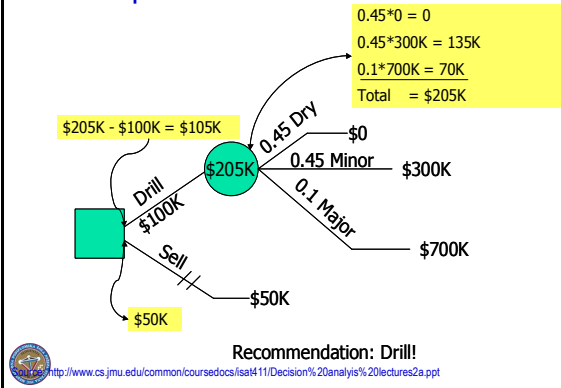 0.45*0 = 0
0.45*300K = 135K
0.1*700K = 70K
Total = $205K
$205K - $100K = $105K
0.45 Dry
$0
$205K
0.45 Minor
$300K
Drill
$100K
0.1 Major
$700K
Sell
$50K
$50K
Recommendation: Drill!
Source: http://www.cs.jmu.edu/common/coursedocs/isat411/Decision%20analyis%20lectures2a.ppt